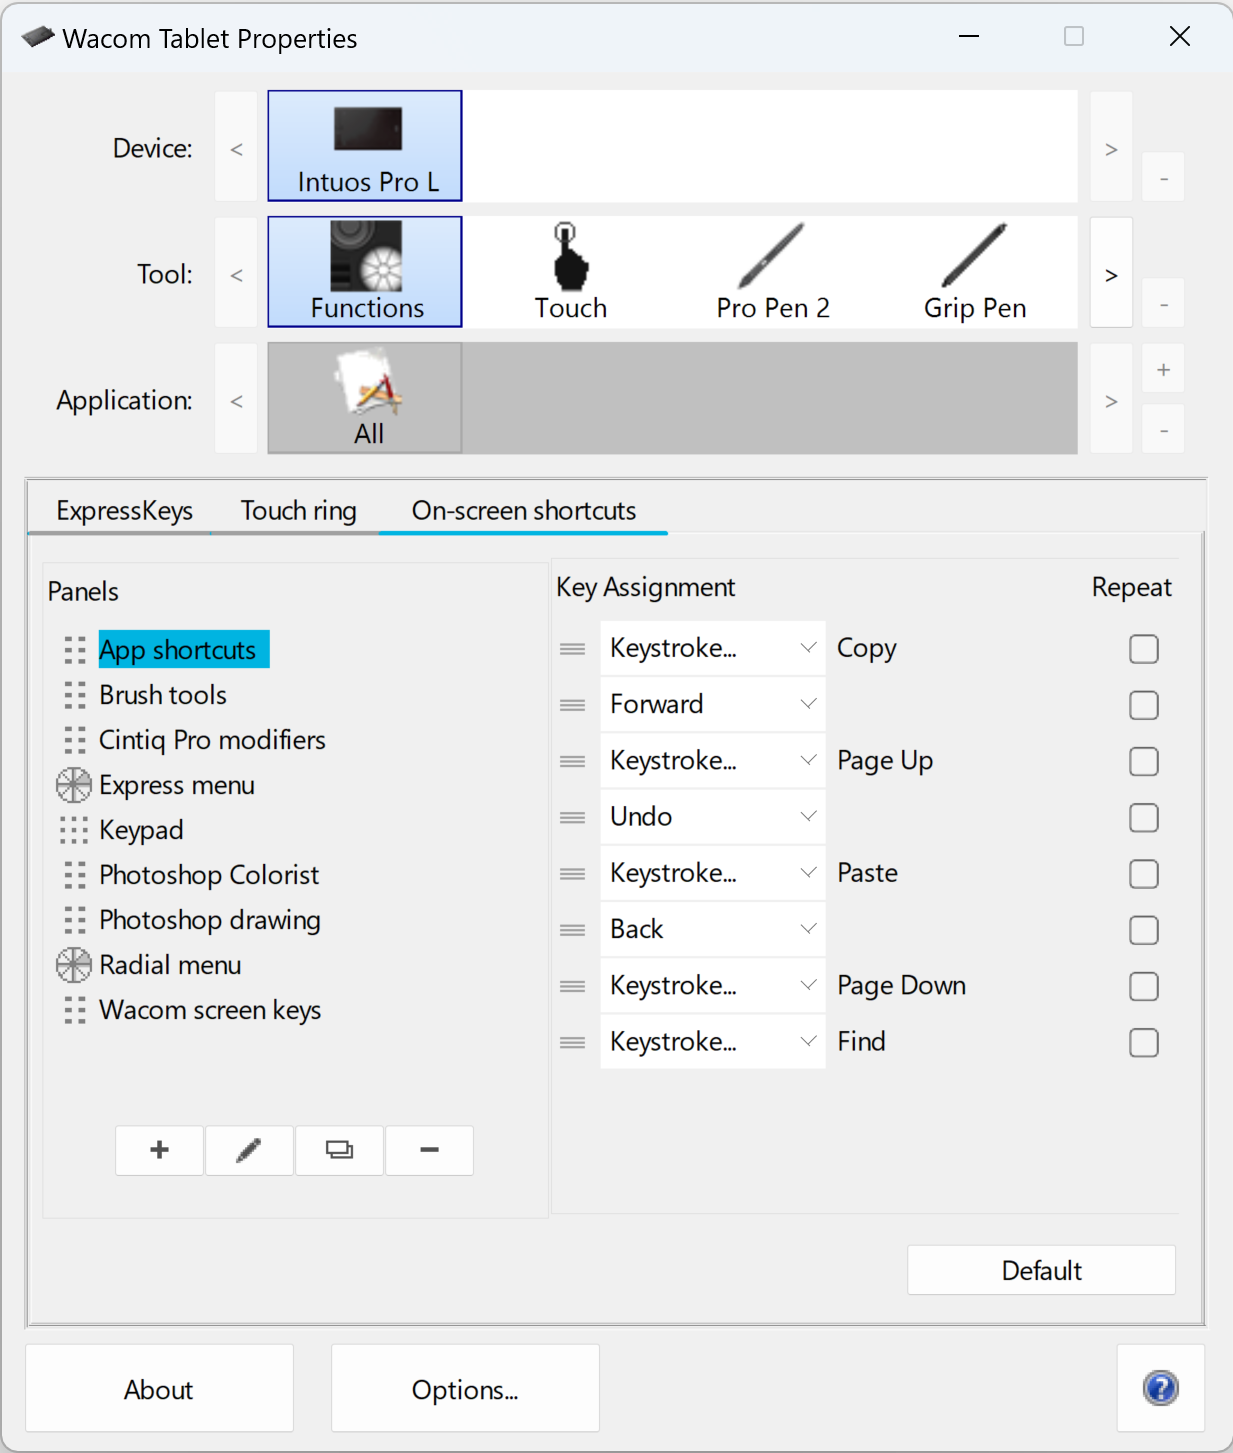 Wacom Tablet Properties
Device:
<
Intuos Pro L
>
-
Tool:
<
Functions
Touch
Pro Pen 2
Grip Pen
>
-
Application:
<
All
>
+
-
ExpressKeys
Touch ring
On-screen shortcuts
Panels
App shortcuts
Brush tools
Cintiq Pro modifiers
Express menu
Keypad
Photoshop Colorist
Photoshop drawing
Radial menu
Wacom screen keys
Key Assignment
Repeat
Keystroke... Copy
Forward
Keystroke... Page Up
Undo
Keystroke... Paste
Back
Keystroke... Page Down
Keystroke... Find
Default
About
Options...
?